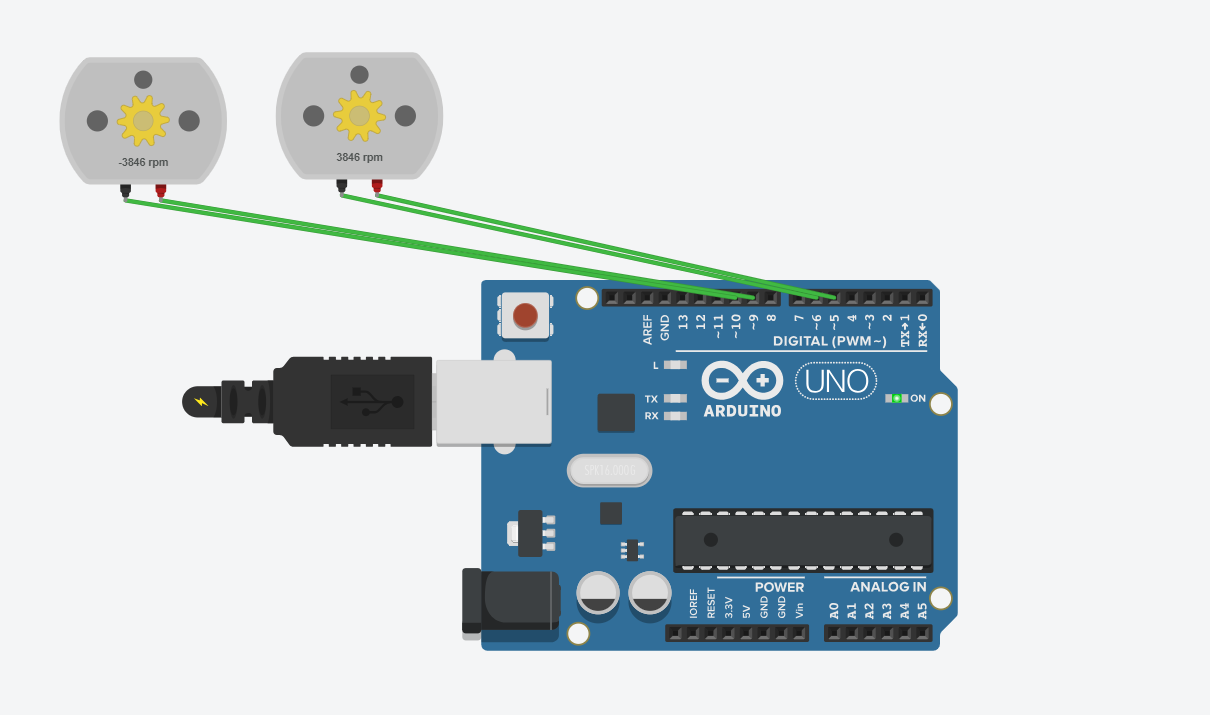 -3846 rpm
3846 rpm
AREF
GND
13
12
~11
~10
~9
8
7
~6
~5
4
~3
2
TX→1
RX←0
DIGITAL (PWM~)
L
TX
RX
ARDUINO
UNO
ON
SPK16.000G
POWER
ANALOG IN
IOREF
RESET
3.3V
5V
GND
GND
Vin
A0
A1
A2
A3
A4
A5